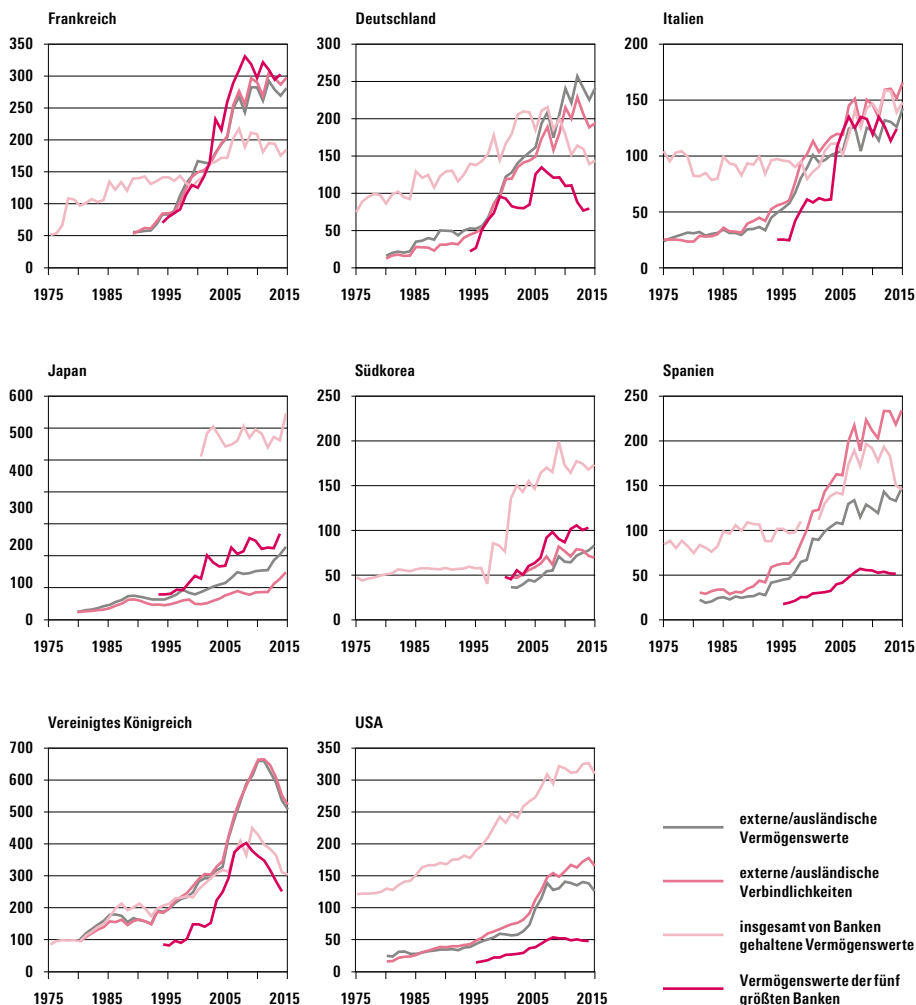 Frankreich
350
300
250
200
150
100
50
0
1975 1985 1995 2005 2015
Deutschland
300
250
200
150
100
50
0
1975 1985 1995 2005 2015
Italien
200
150
100
50
0
1975 1985 1995 2005 2015
Japan
600
500
400
300
200
100
0
1975 1985 1995 2005 2015
Südkorea
250
200
150
100
50
0
1975 1985 1995 2005 2015
Spanien
250
200
150
100
50
0
1975 1985 1995 2005 2015
Vereinigtes Königreich
700
600
500
400
300
200
100
0
1975 1985 1995 2005 2015
USA
350
300
250
200
150
100
50
0
1975 1985 1995 2005 2015
externe/ausländische
Vermögenswerte
externe/ausländische
Verbindlichkeiten
insgesamt von Banken
gehaltene Vermögenswerte
Vermögenswerte der fünf
größten Banken